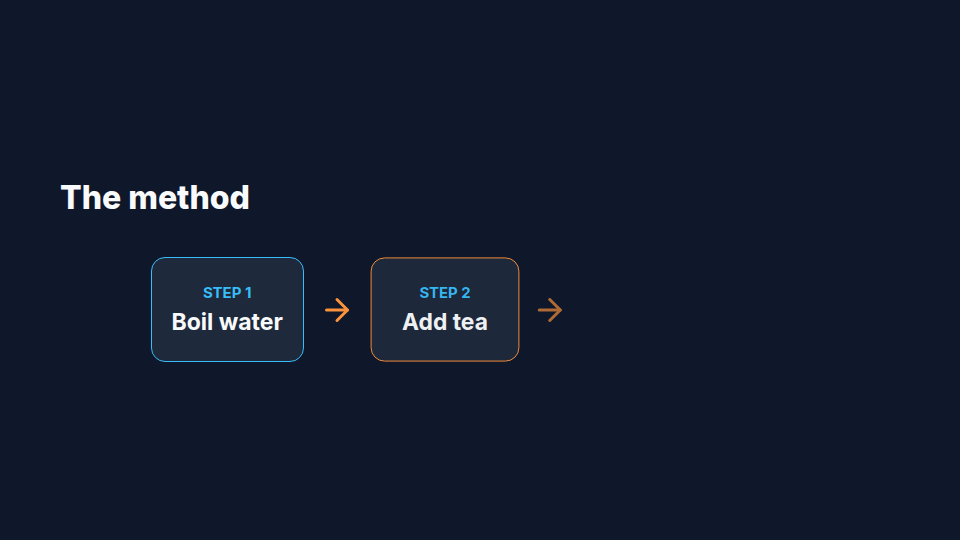 The method
STEP 1
Boil water
STEP 2
Add tea